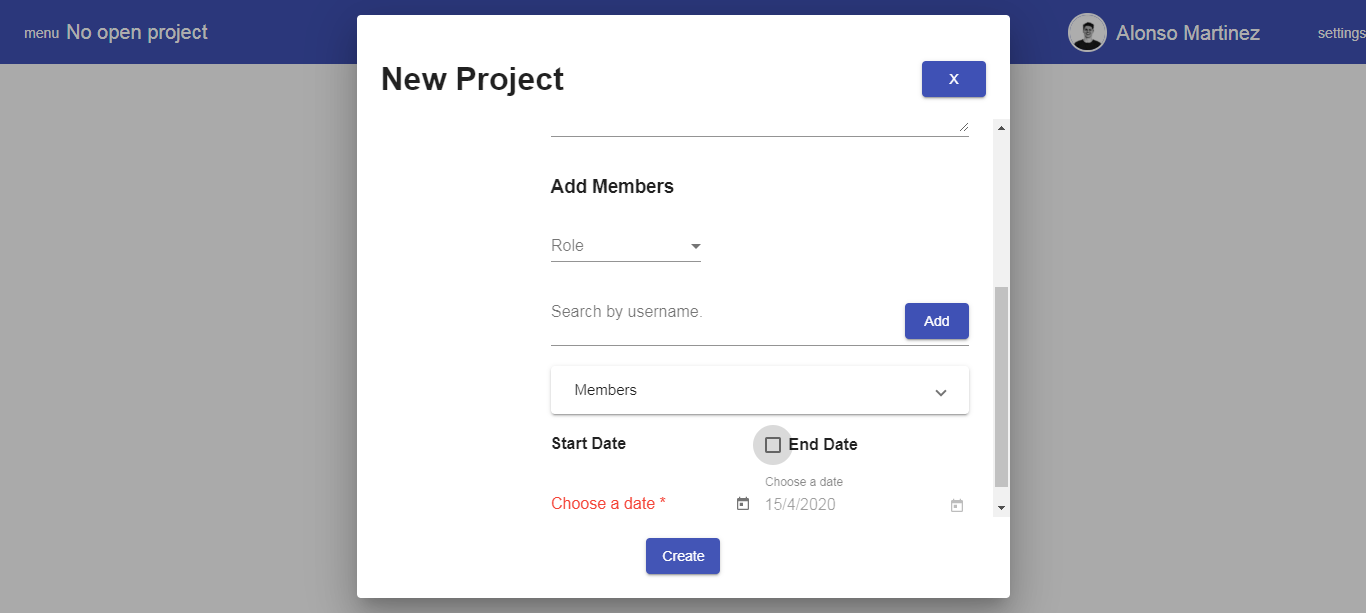 menu No open project
Alonso Martinez
settings
New Project
X
Add Members
Role
Search by username.
Add
Members
Start Date
End Date
Choose a date *
Choose a date
15/4/2020
Create